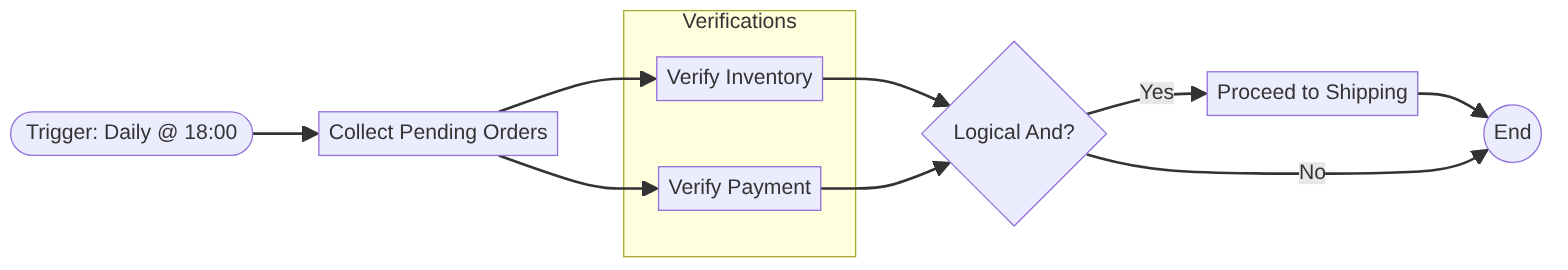 Verifications
Trigger: Daily @ 18:00
Collect Pending Orders
Verify Inventory
Verify Payment
Logical And?
Yes
Proceed to Shipping
No
End